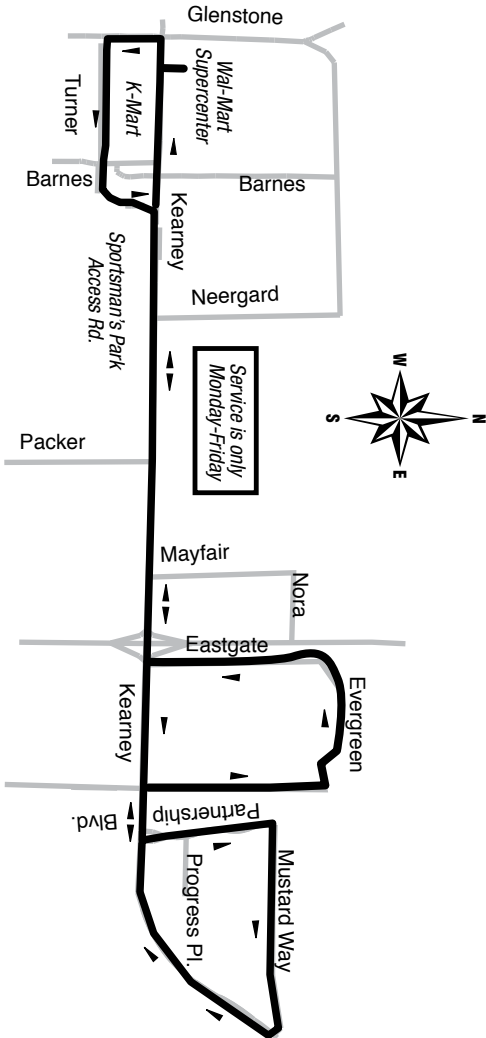 Glenstone
Wal-Mart
Supercenter
K-Mart
Turner
Barnes
Barnes
Kearney
Sportsman's Park
Access Rd.
Neergard
Service is only
Monday-Friday
W
N
S
E
Packer
Mayfair
Nora
Eastgate
Evergreen
Kearney
Partnership
Blvd.
Progress Pl.
Mustard Way